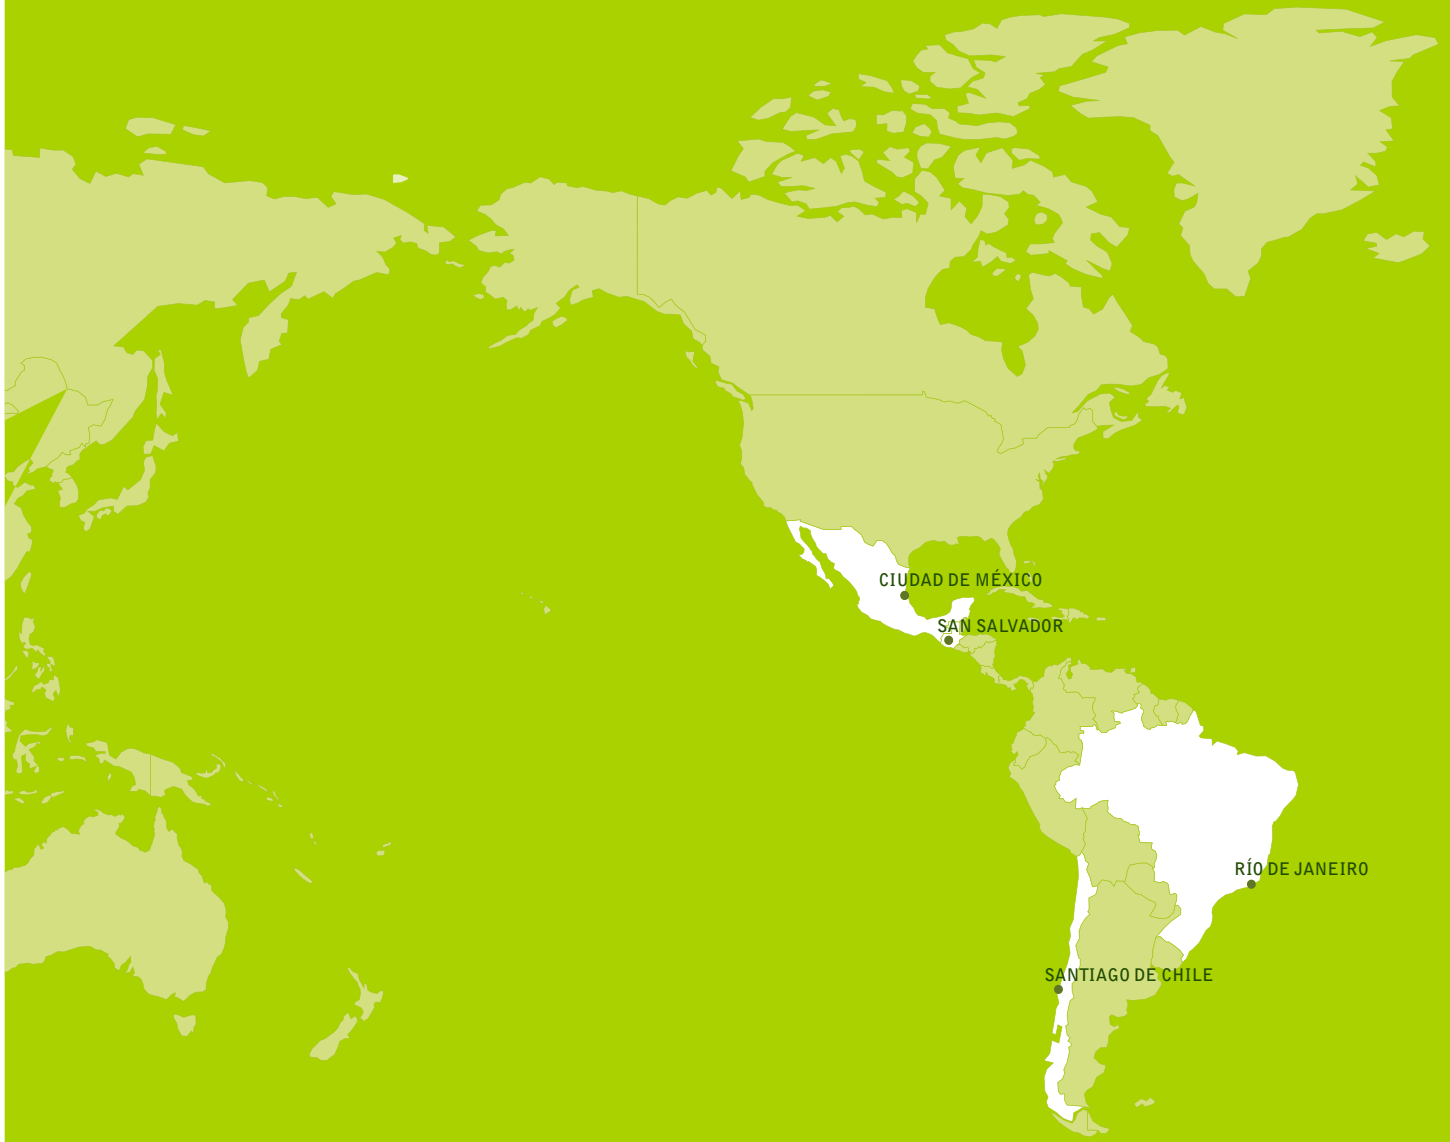 CIUDAD DE MÉXICO
SAN SALVADOR
RÍO DE JANEIRO
SANTIAGO DE CHILE